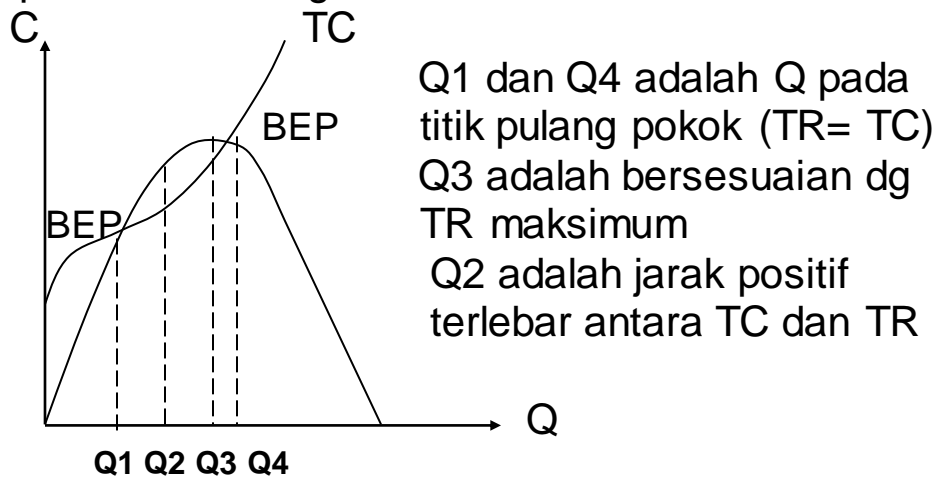 C
TC
BEP
BEP
Q
Q1 Q2 Q3 Q4
Q1 dan Q4 adalah Q pada
titik pulang pokok (TR= TC)
Q3 adalah bersesuaian dg
TR maksimum
Q2 adalah jarak positif
terlebar antara TC dan TR